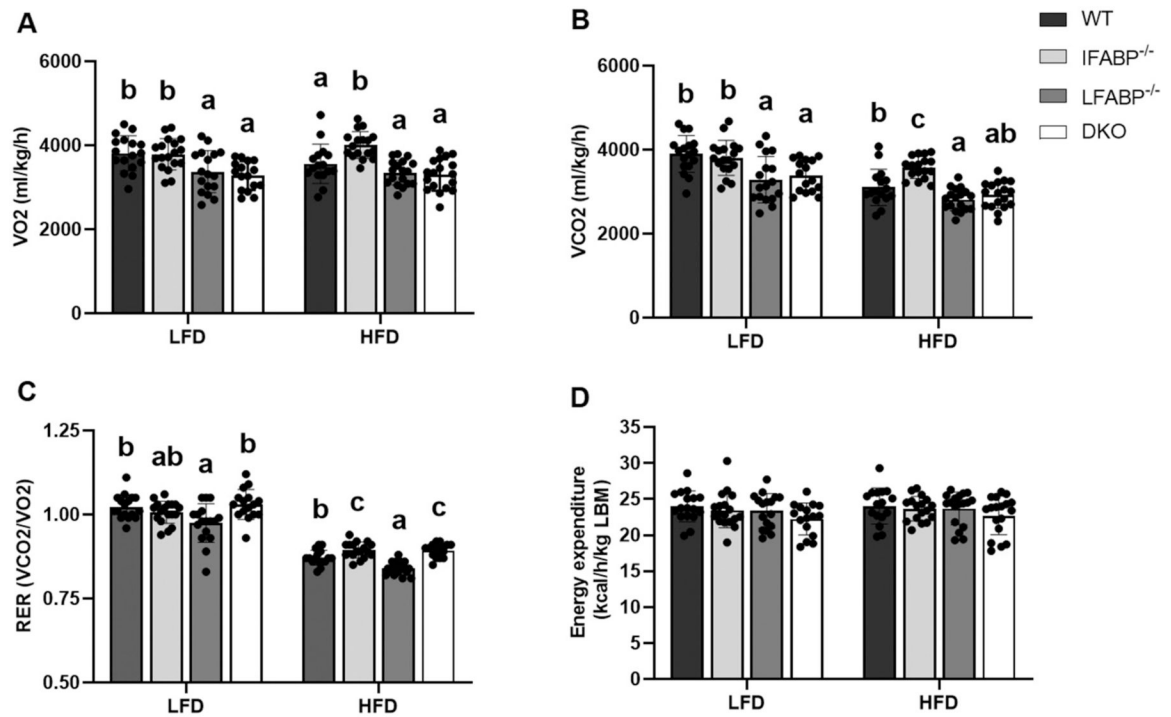 A
VO2 (ml/kg/h)
6000
4000
2000
0
b b a a
a b a a
LFD HFD
B
VCO2 (ml/kg/h)
6000
4000
2000
0
b b a a
b c a ab
LFD HFD
WT
IFABP-/-
LFABP-/-
DKO
C
RER (VCO2/VO2)
1.25
1.00
0.75
0.50
b ab a b
b c a c
LFD HFD
D
Energy expenditure
(kcal/h/kg LBM)
35
30
25
20
15
10
5
0
LFD HFD